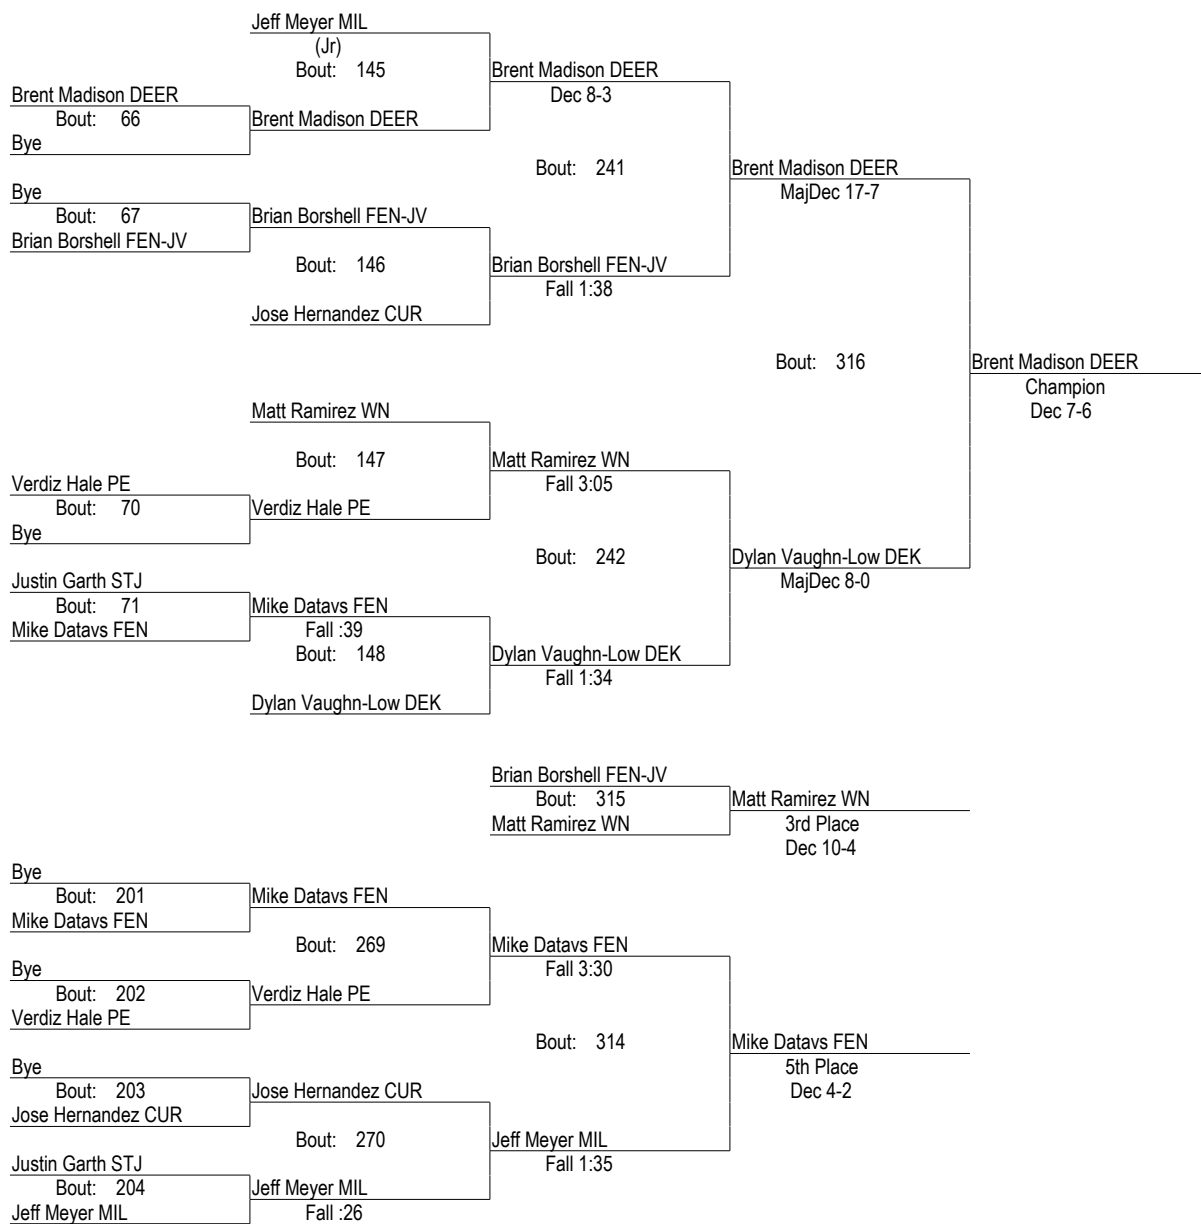 Jeff Meyer MIL
(Jr)
Bout: 145
Brent Madison DEER
Dec 8-3
Brent Madison DEER
Bout: 66
Brent Madison DEER
Bye
Bout: 241
Brent Madison DEER
MajDec 17-7
Bye
Bout: 67
Brian Borshell FEN-JV
Brian Borshell FEN-JV
Bout: 146
Brian Borshell FEN-JV
Fall 1:38
Jose Hernandez CUR
Bout: 316
Brent Madison DEER
Champion
Dec 7-6
Matt Ramirez WN
Bout: 147
Matt Ramirez WN
Fall 3:05
Verdiz Hale PE
Bout: 70
Verdiz Hale PE
Bye
Bout: 242
Dylan Vaughn-Low DEK
MajDec 8-0
Justin Garth STJ
Bout: 71
Mike Datavs FEN
Mike Datavs FEN
Fall :39
Bout: 148
Dylan Vaughn-Low DEK
Fall 1:34
Dylan Vaughn-Low DEK
Brian Borshell FEN-JV
Bout: 315
Matt Ramirez WN
Matt Ramirez WN
3rd Place
Dec 10-4
Bye
Bout: 201
Mike Datavs FEN
Mike Datavs FEN
Bout: 269
Mike Datavs FEN
Fall 3:30
Bye
Bout: 202
Verdiz Hale PE
Verdiz Hale PE
Bout: 314
Mike Datavs FEN
5th Place
Dec 4-2
Bye
Bout: 203
Jose Hernandez CUR
Jose Hernandez CUR
Bout: 270
Jeff Meyer MIL
Fall 1:35
Justin Garth STJ
Bout: 204
Jeff Meyer MIL
Jeff Meyer MIL
Fall :26